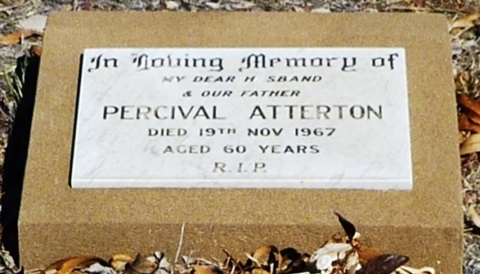 In Loving Memory of
MY DEAR H SBAND
& OUR FATHER
PERCIVAL ATTERTON
DIED 19TH NOV 1967
AGED 60 YEARS
R.I.P.